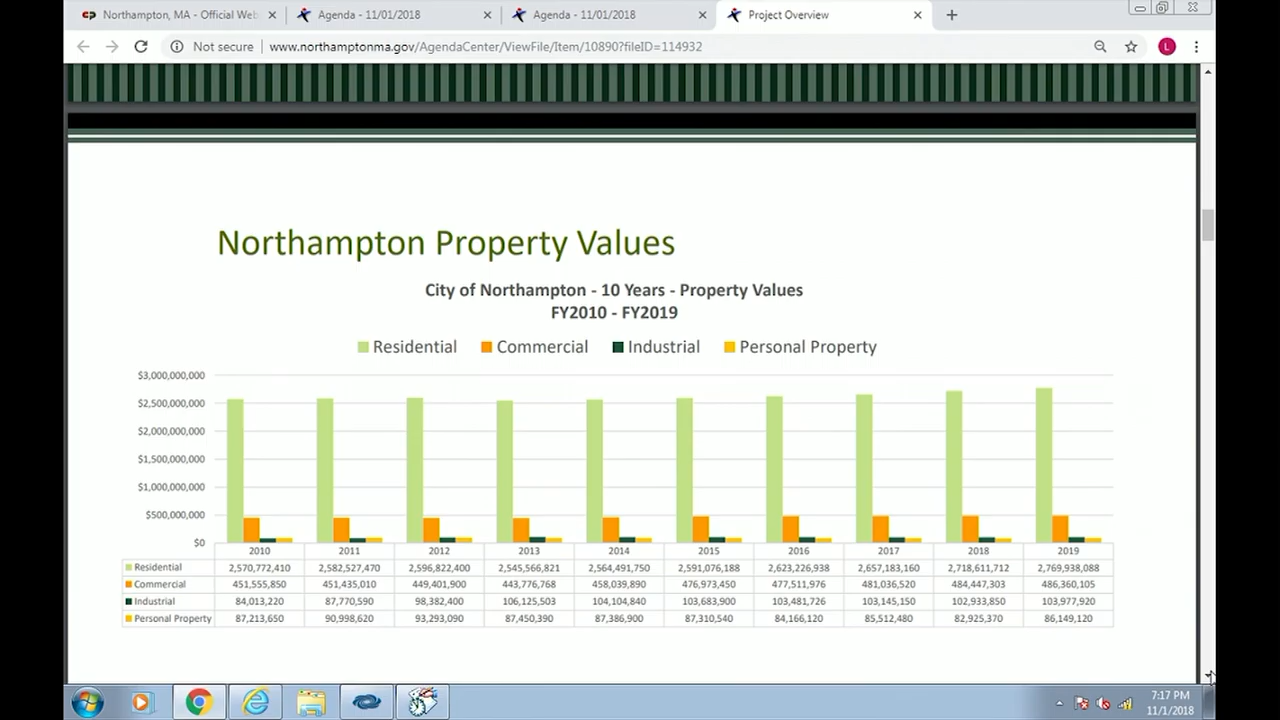 Northampton, MA - Official Web
Agenda - 11/01/2018
Agenda - 11/01/2018
Project Overview
Not secure
www.northamptonma.gov/AgendaCenter/ViewFile/Item/10890?fileID=114932
L
Northampton Property Values
City of Northampton - 10 Years - Property Values
FY2010 - FY2019
Residential Commercial Industrial Personal Property
$3,000,000,000
$2,500,000,000
$2,000,000,000
$1,500,000,000
$1,000,000,000
$500,000,000
$0
2010 2011 2012 2013 2014 2015 2016 2017 2018 2019
Residential 2,570,772,410 2,582,527,470 2,596,822,400 2,545,566,821 2,564,491,750 2,591,076,188 2,623,226,938 2,657,183,160 2,718,611,712 2,769,938,088
Commercial 451,555,850 451,435,010 449,401,900 443,776,768 458,039,890 476,973,450 477,511,976 481,036,520 484,447,303 486,360,105
Industrial 84,013,220 87,770,590 98,382,400 106,125,503 104,104,840 103,683,900 103,481,726 103,145,150 102,933,850 103,977,920
Personal Property 87,213,650 90,998,620 93,293,090 87,450,390 87,386,900 87,310,540 84,166,120 85,512,480 82,925,370 86,149,120
7:17 PM
11/1/2018